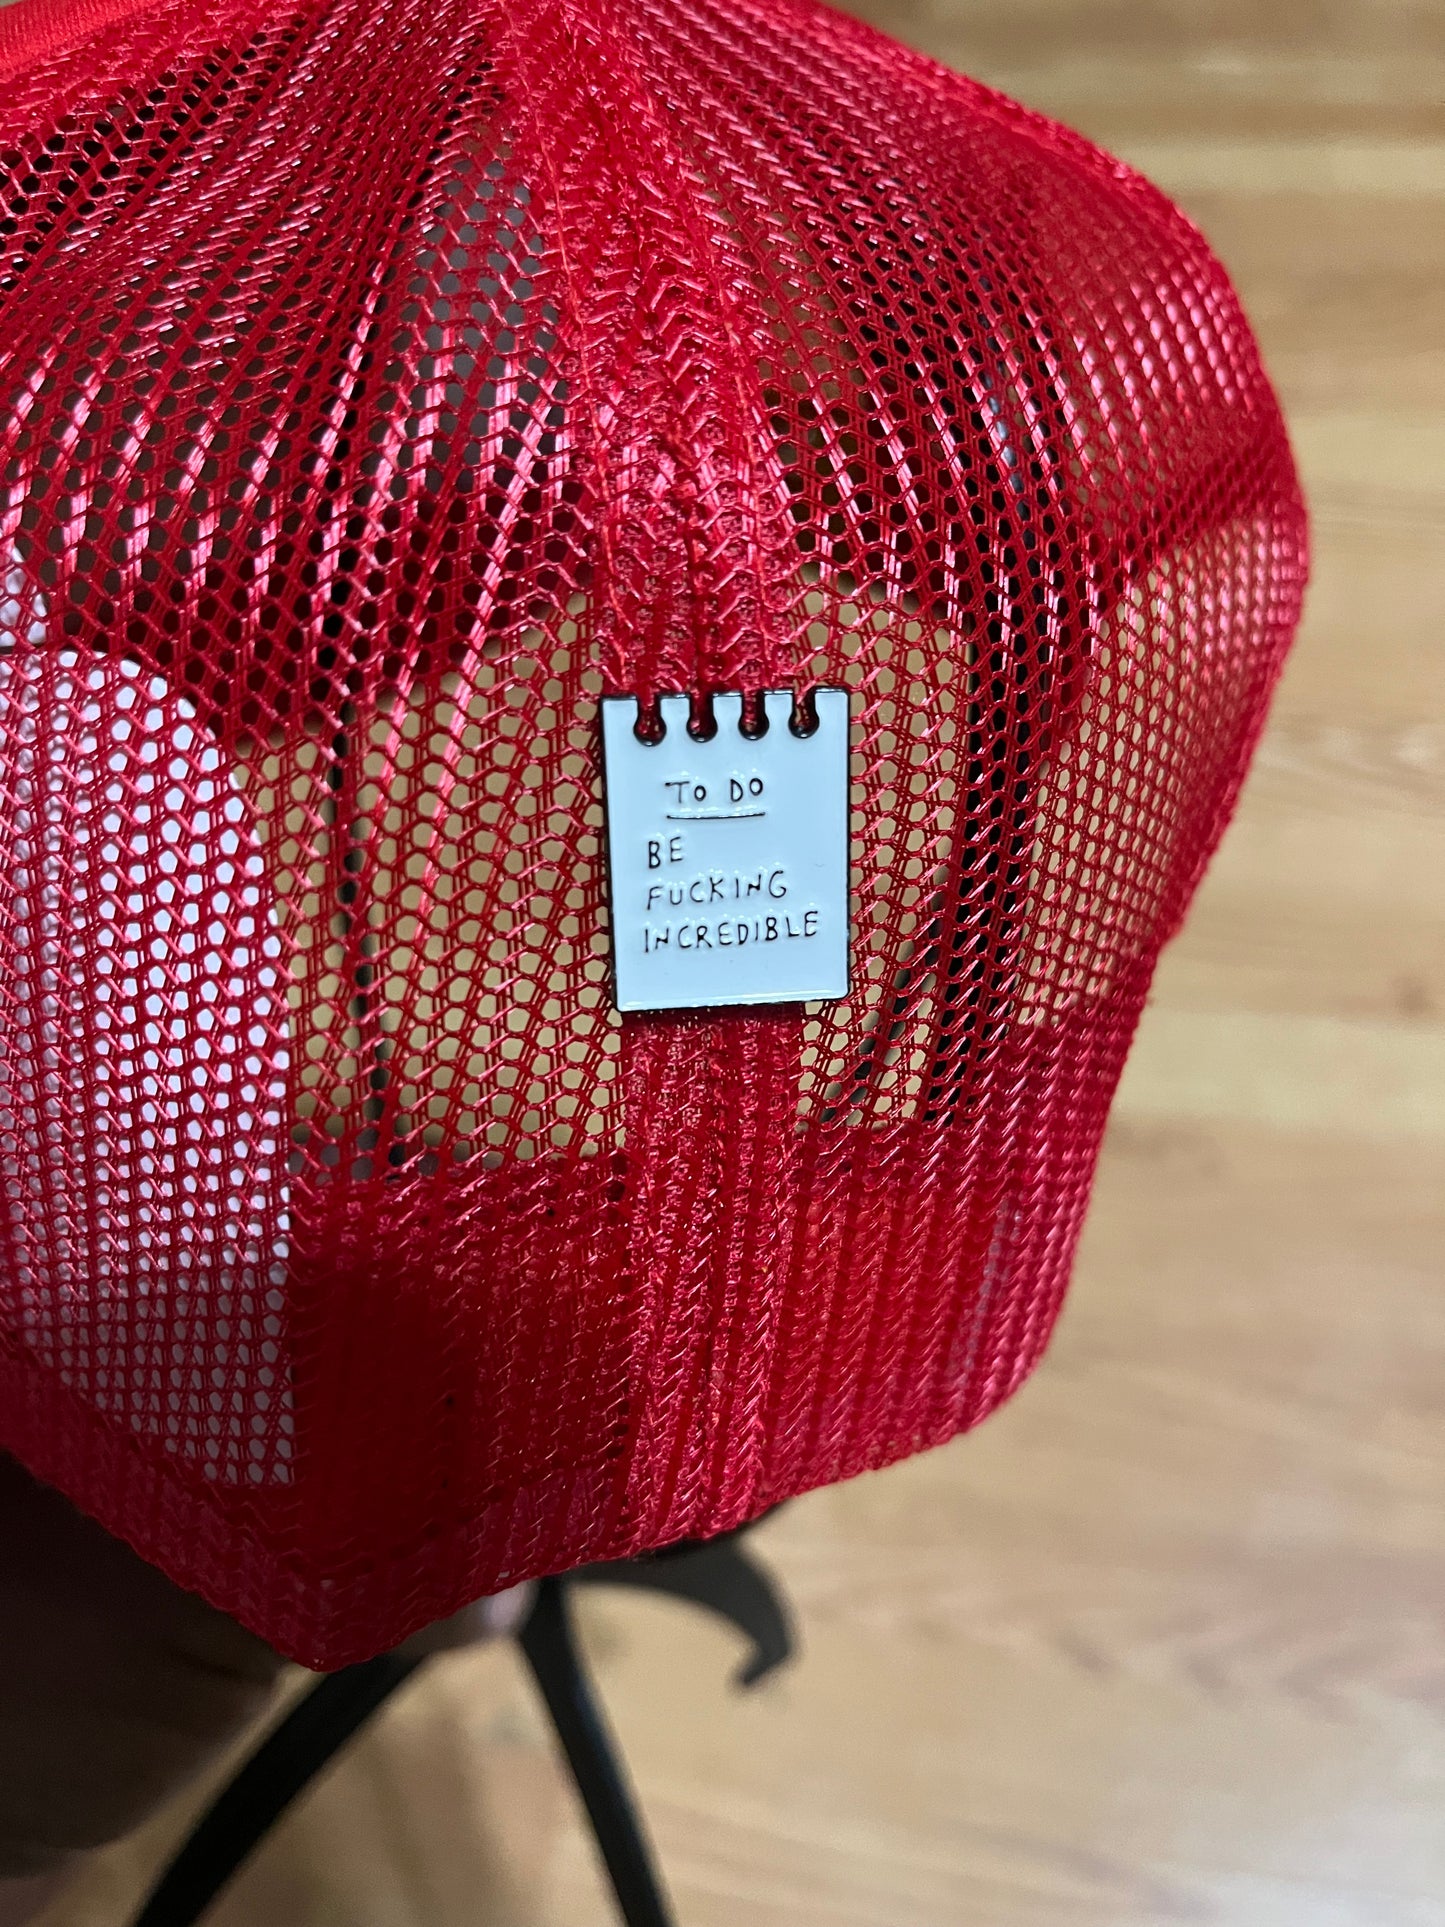 TO DO
BE
FUCKING
INCREDIBLE